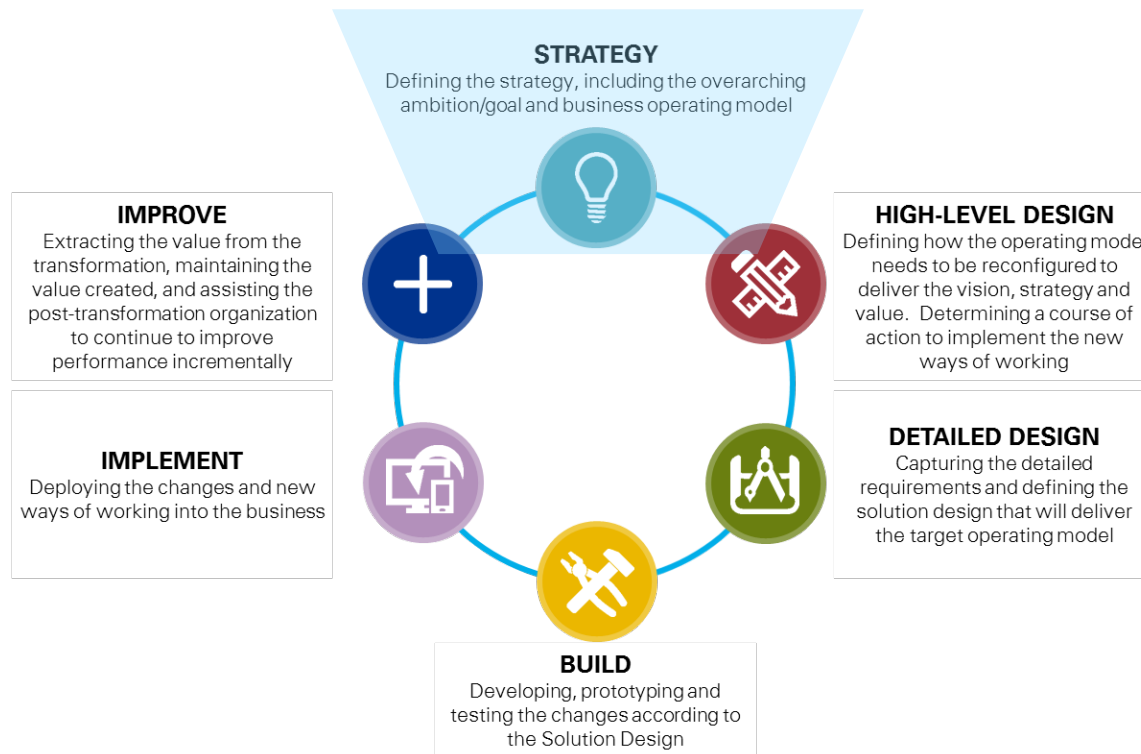 STRATEGY
Defining the strategy, including the overarching
ambition/goal and business operating model
HIGH-LEVEL DESIGN
Defining how the operating mode
needs to be reconfigured to
deliver the vision, strategy and
value.  Determining a course of
action to implement the new
ways of working
DETAILED DESIGN
Capturing the detailed
requirements and defining the
solution design that will deliver
the target operating model
BUILD
Developing, prototyping and
testing the changes according to
the Solution Design
IMPLEMENT
Deploying the changes and new
ways of working into the business
IMPROVE
Extracting the value from the
transformation, maintaining the
value created, and assisting the
post-transformation organization
to continue to improve
performance incrementally